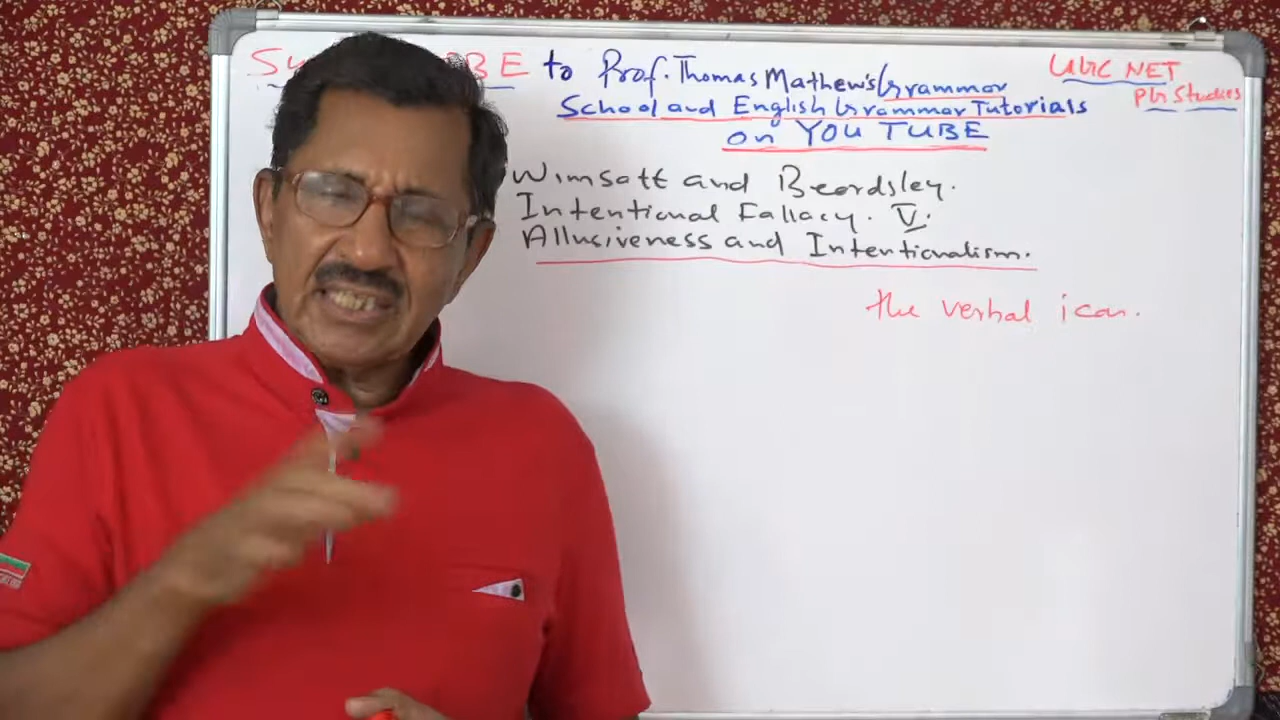 to Prof. Thomas Mathew's Grammar
School and English Grammar Tutorials
on YOU TUBE
UGC NET
PG Studies
Wimsatt and Beardsley.
Intentional Fallacy. V.
Allusiveness and Intentionalism.
the verbal icon.